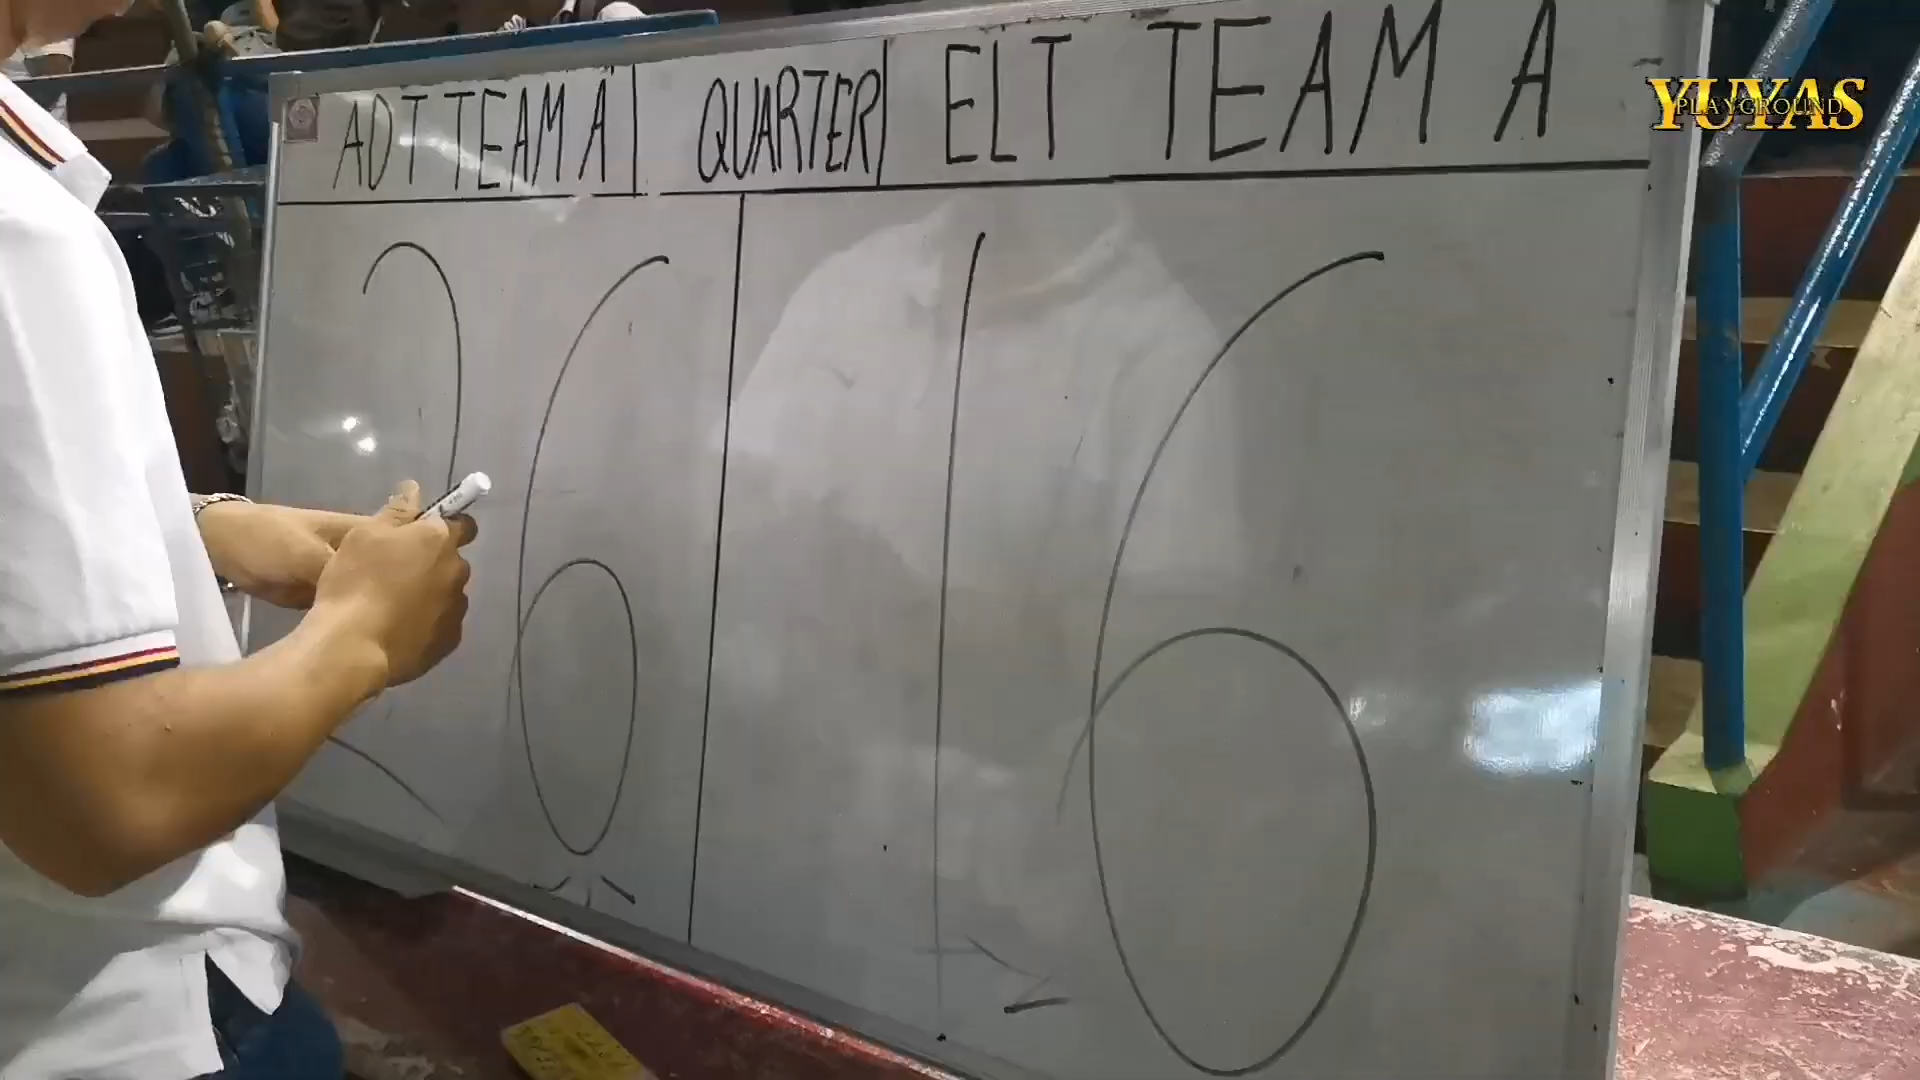 ADT TEAM A | QUARTER | ELT TEAM A
26 | 16
YUYAS
PLAYGROUND